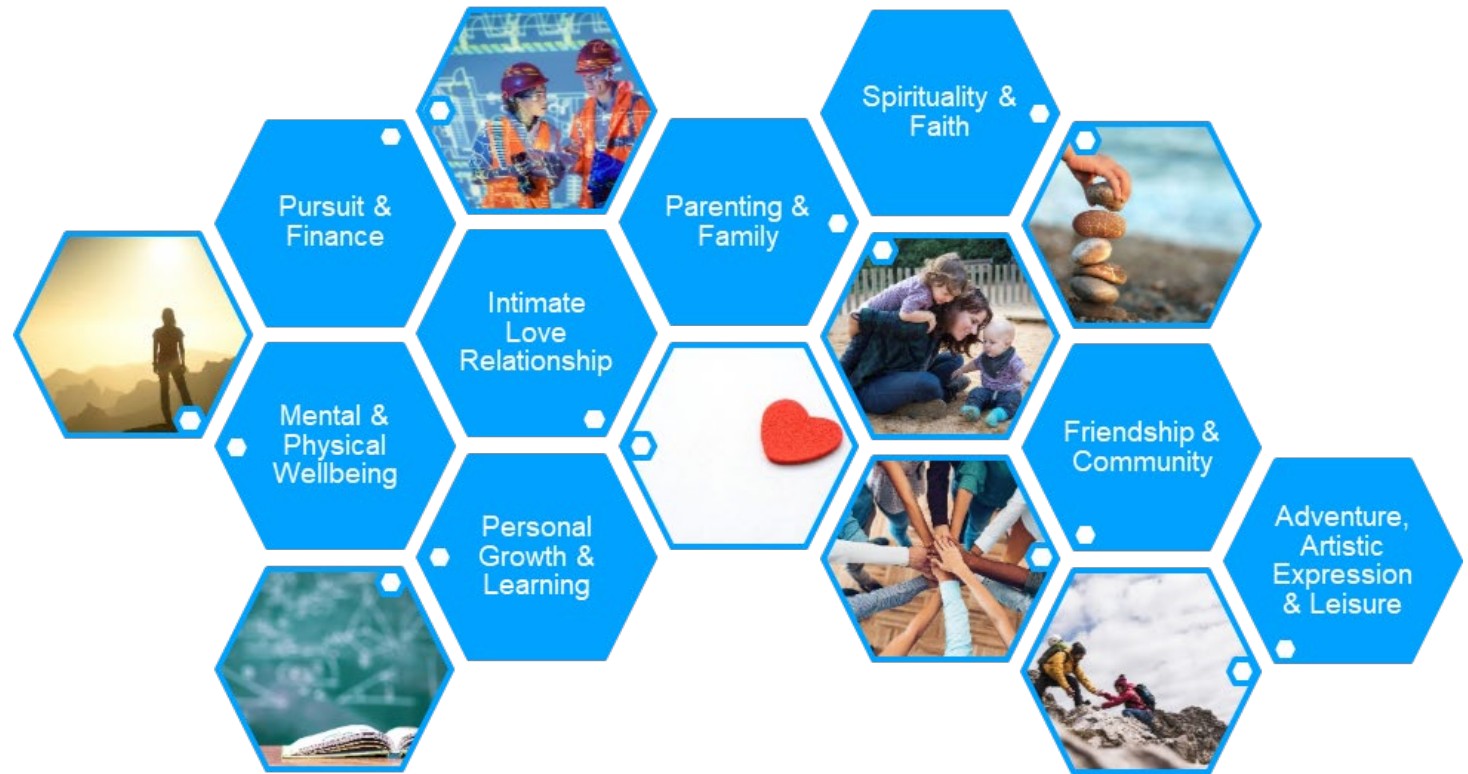 Spirituality &
Faith
Pursuit &
Finance
Parenting &
Family
Intimate
Love
Relationship
Mental &
Physical
Wellbeing
Friendship &
Community
Personal
Growth &
Learning
Adventure,
Artistic
Expression
& Leisure